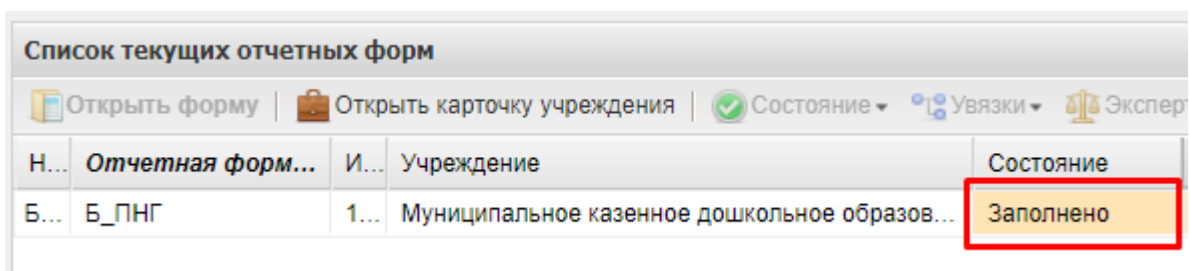 Список текущих отчетных форм
Открыть форму Открыть карточку учреждения Состояние Увязки Эксперт
Н... Отчетная форм... И... Учреждение Состояние
Б... Б_ПНГ 1... Муниципальное казенное дошкольное образов... Заполнено